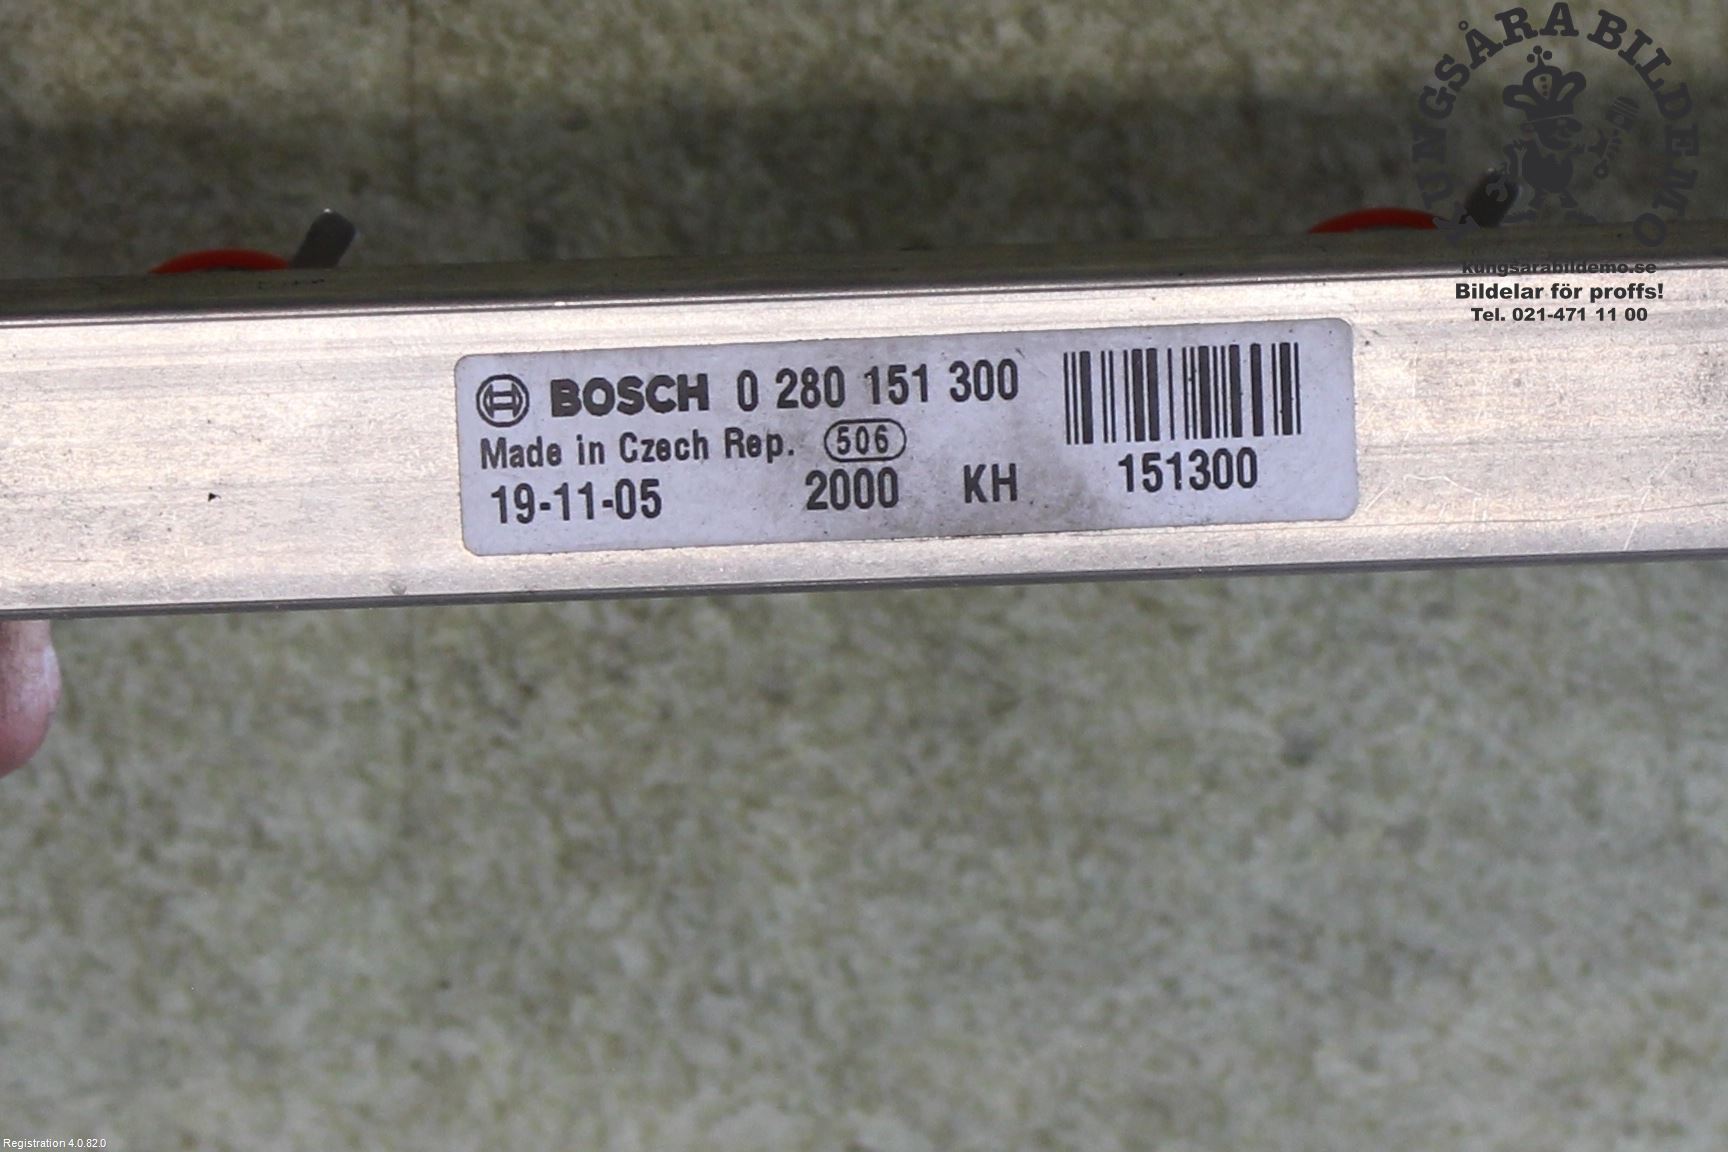 KUNGSÅRA BILDEMO
kungsarabildemo.se
Bildelar för proffs!
Tel. 021-471 11 00
BOSCH 0 280 151 300
Made in Czech Rep. 506
19-11-05 2000 KH 151300
Registration 4.0.82.0